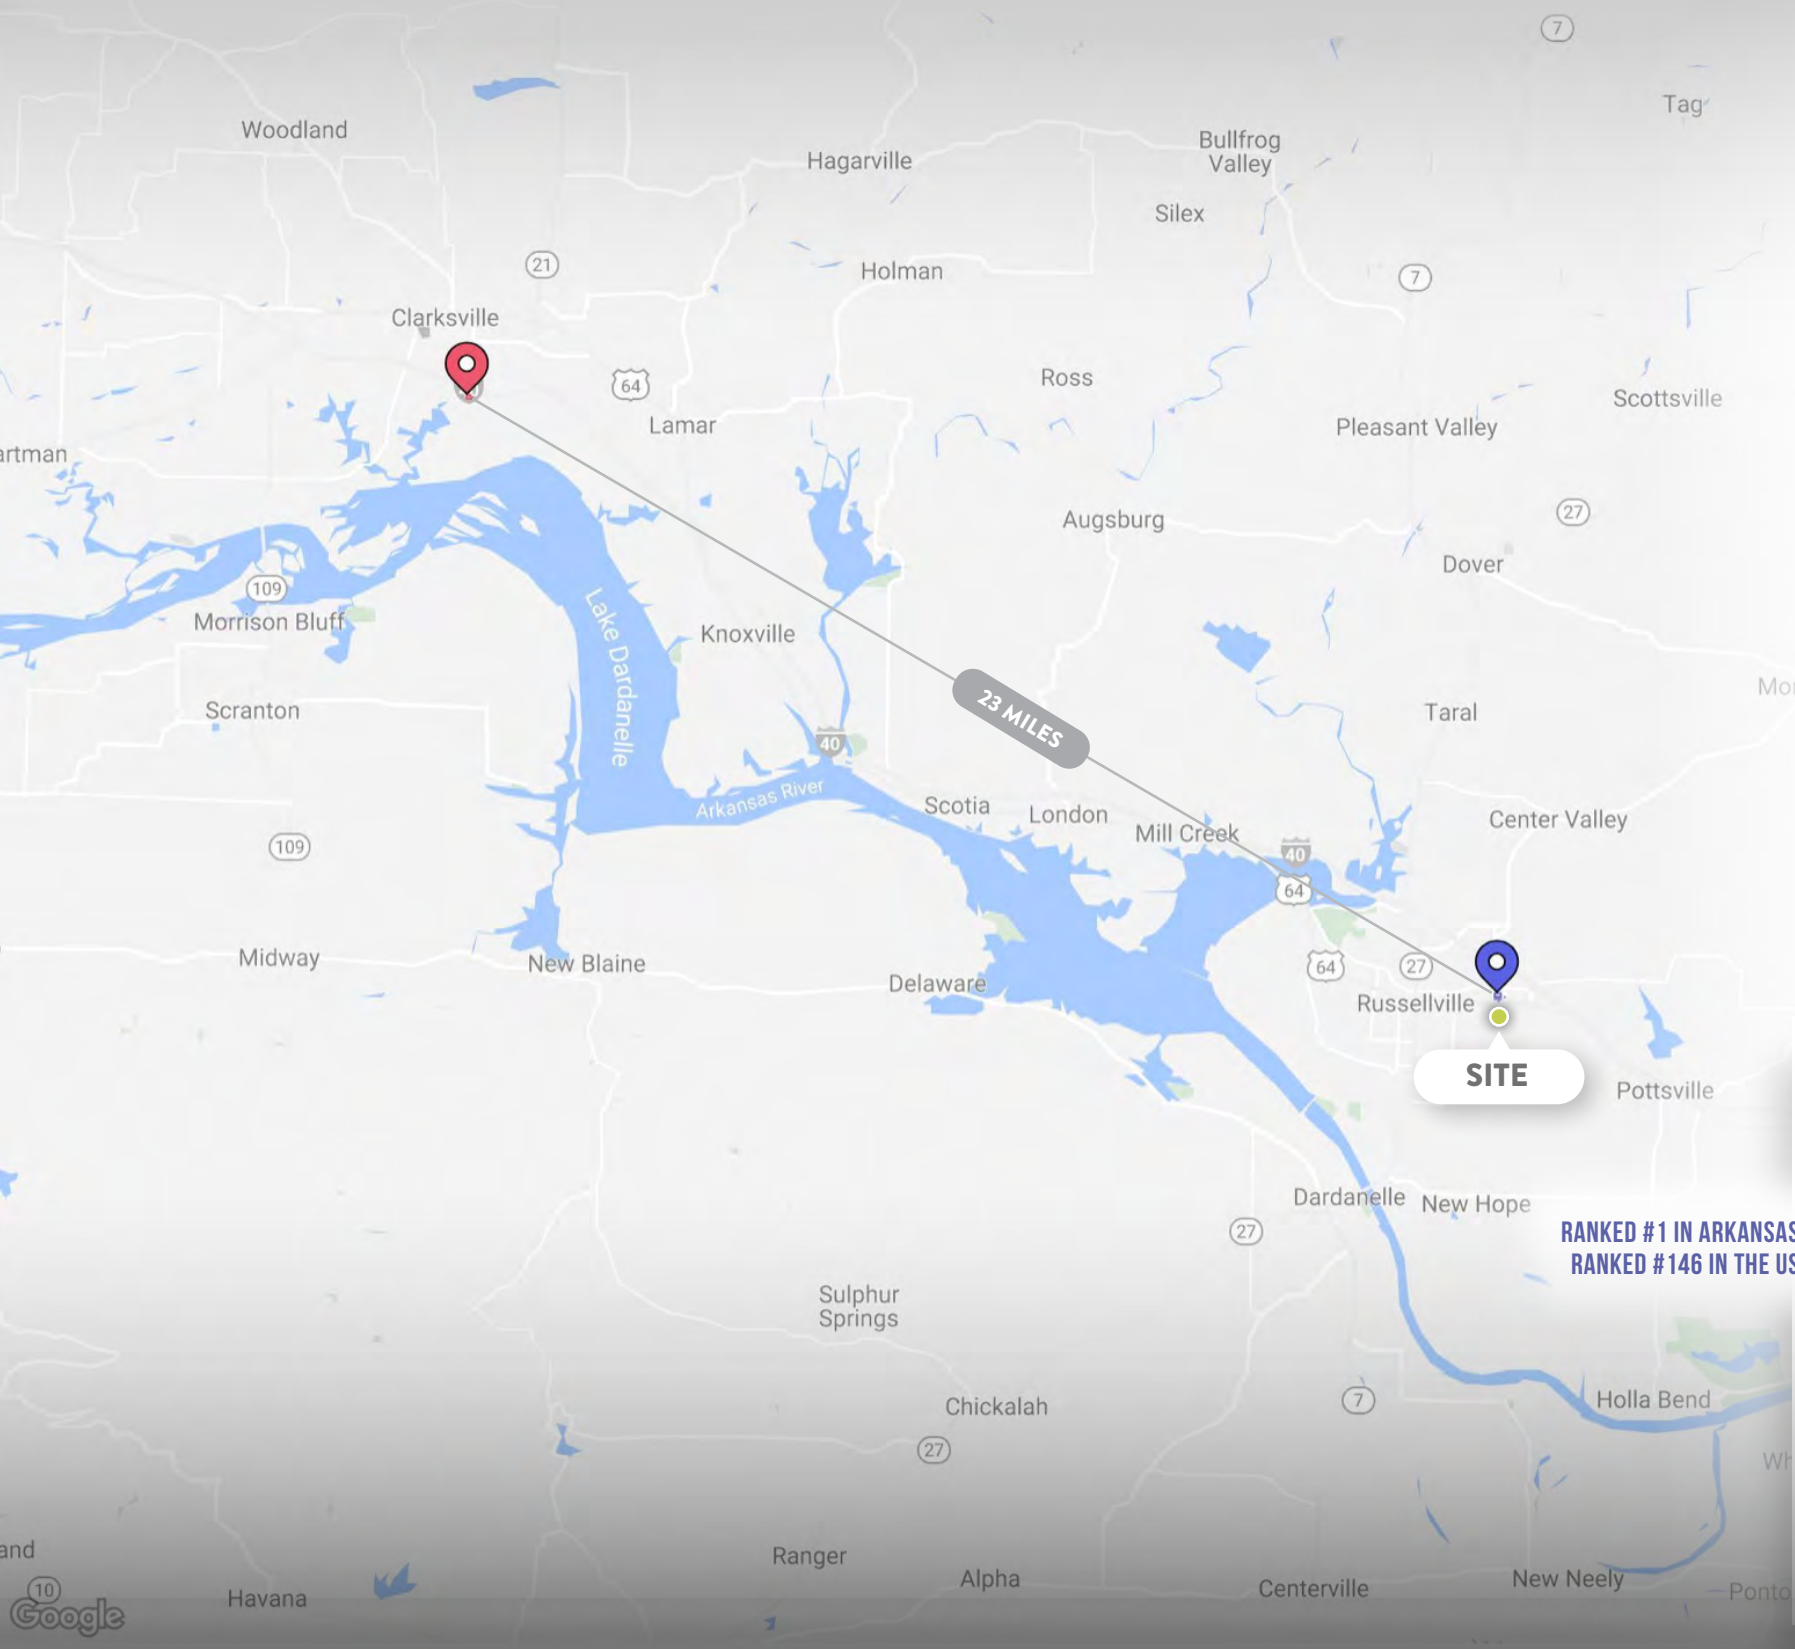 7
Tag
Woodland
Bullfrog
Valley
Hagarville
Silex
21
Holman
7
Clarksville
64
Ross
Scottsville
Lamar
Pleasant Valley
artman
27
Augsburg
Dover
109
Morrison Bluff
Lake Dardanelle
Knoxville
23 MILES
Mo
Scranton
Taral
40
Arkansas River
Scotia
London
Mill Creek
Center Valley
109
40
64
Midway
New Blaine
64
27
Delaware
Russellville
SITE
Pottsville
Dardanelle
New Hope
27
RANKED #1 IN ARKANSAS
RANKED #146 IN THE US
Sulphur
Springs
Chickalah
7
Holla Bend
27
Wh
and
Ranger
Alpha
Centerville
New Neely
10
Havana
Ponto
Google